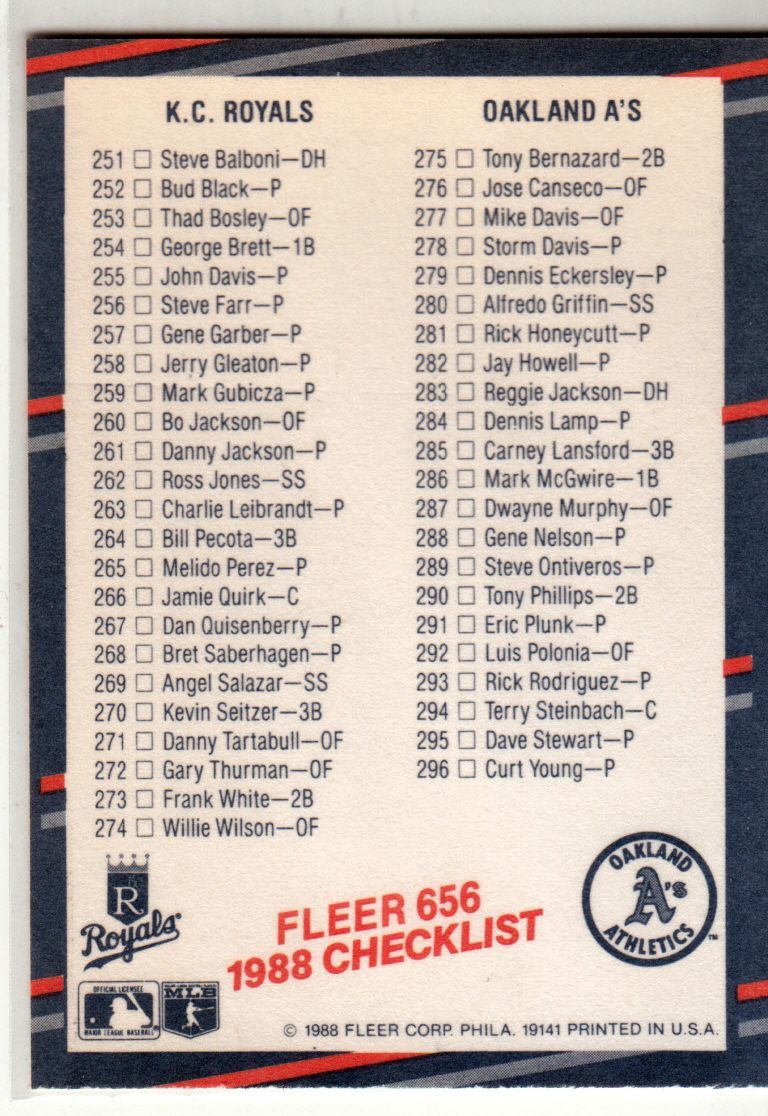 K.C. ROYALS
251 □ Steve Balboni—DH
252 □ Bud Black—P
253 □ Thad Bosley—OF
254 □ George Brett—1B
255 □ John Davis—P
256 □ Steve Farr—P
257 □ Gene Garber—P
258 □ Jerry Gleaton—P
259 □ Mark Gubicza—P
260 □ Bo Jackson—OF
261 □ Danny Jackson—P
262 □ Ross Jones—SS
263 □ Charlie Leibrandt—P
264 □ Bill Pecota—3B
265 □ Melido Perez—P
266 □ Jamie Quirk—C
267 □ Dan Quisenberry—P
268 □ Bret Saberhagen—P
269 □ Angel Salazar—SS
270 □ Kevin Seitzer—3B
271 □ Danny Tartabull—OF
272 □ Gary Thurman—OF
273 □ Frank White—2B
274 □ Willie Wilson—OF
OAKLAND A'S
275 □ Tony Bernazard—2B
276 □ Jose Canseco—OF
277 □ Mike Davis—OF
278 □ Storm Davis—P
279 □ Dennis Eckersley—P
280 □ Alfredo Griffin—SS
281 □ Rick Honeycutt—P
282 □ Jay Howell—P
283 □ Reggie Jackson—DH
284 □ Dennis Lamp—P
285 □ Carney Lansford—3B
286 □ Mark McGwire—1B
287 □ Dwayne Murphy—OF
288 □ Gene Nelson—P
289 □ Steve Ontiveros—P
290 □ Tony Phillips—2B
291 □ Eric Plunk—P
292 □ Luis Polonia—OF
293 □ Rick Rodriguez—P
294 □ Terry Steinbach—C
295 □ Dave Stewart—P
296 □ Curt Young—P
R
Royals
FLEER 656
1988 CHECKLIST
OAKLAND
A's
ATHLETICS™
OFFICIAL LICENSEE
MAJOR LEAGUE BASEBALL
MLB
© 1988 FLEER CORP. PHILA. 19141 PRINTED IN U.S.A.